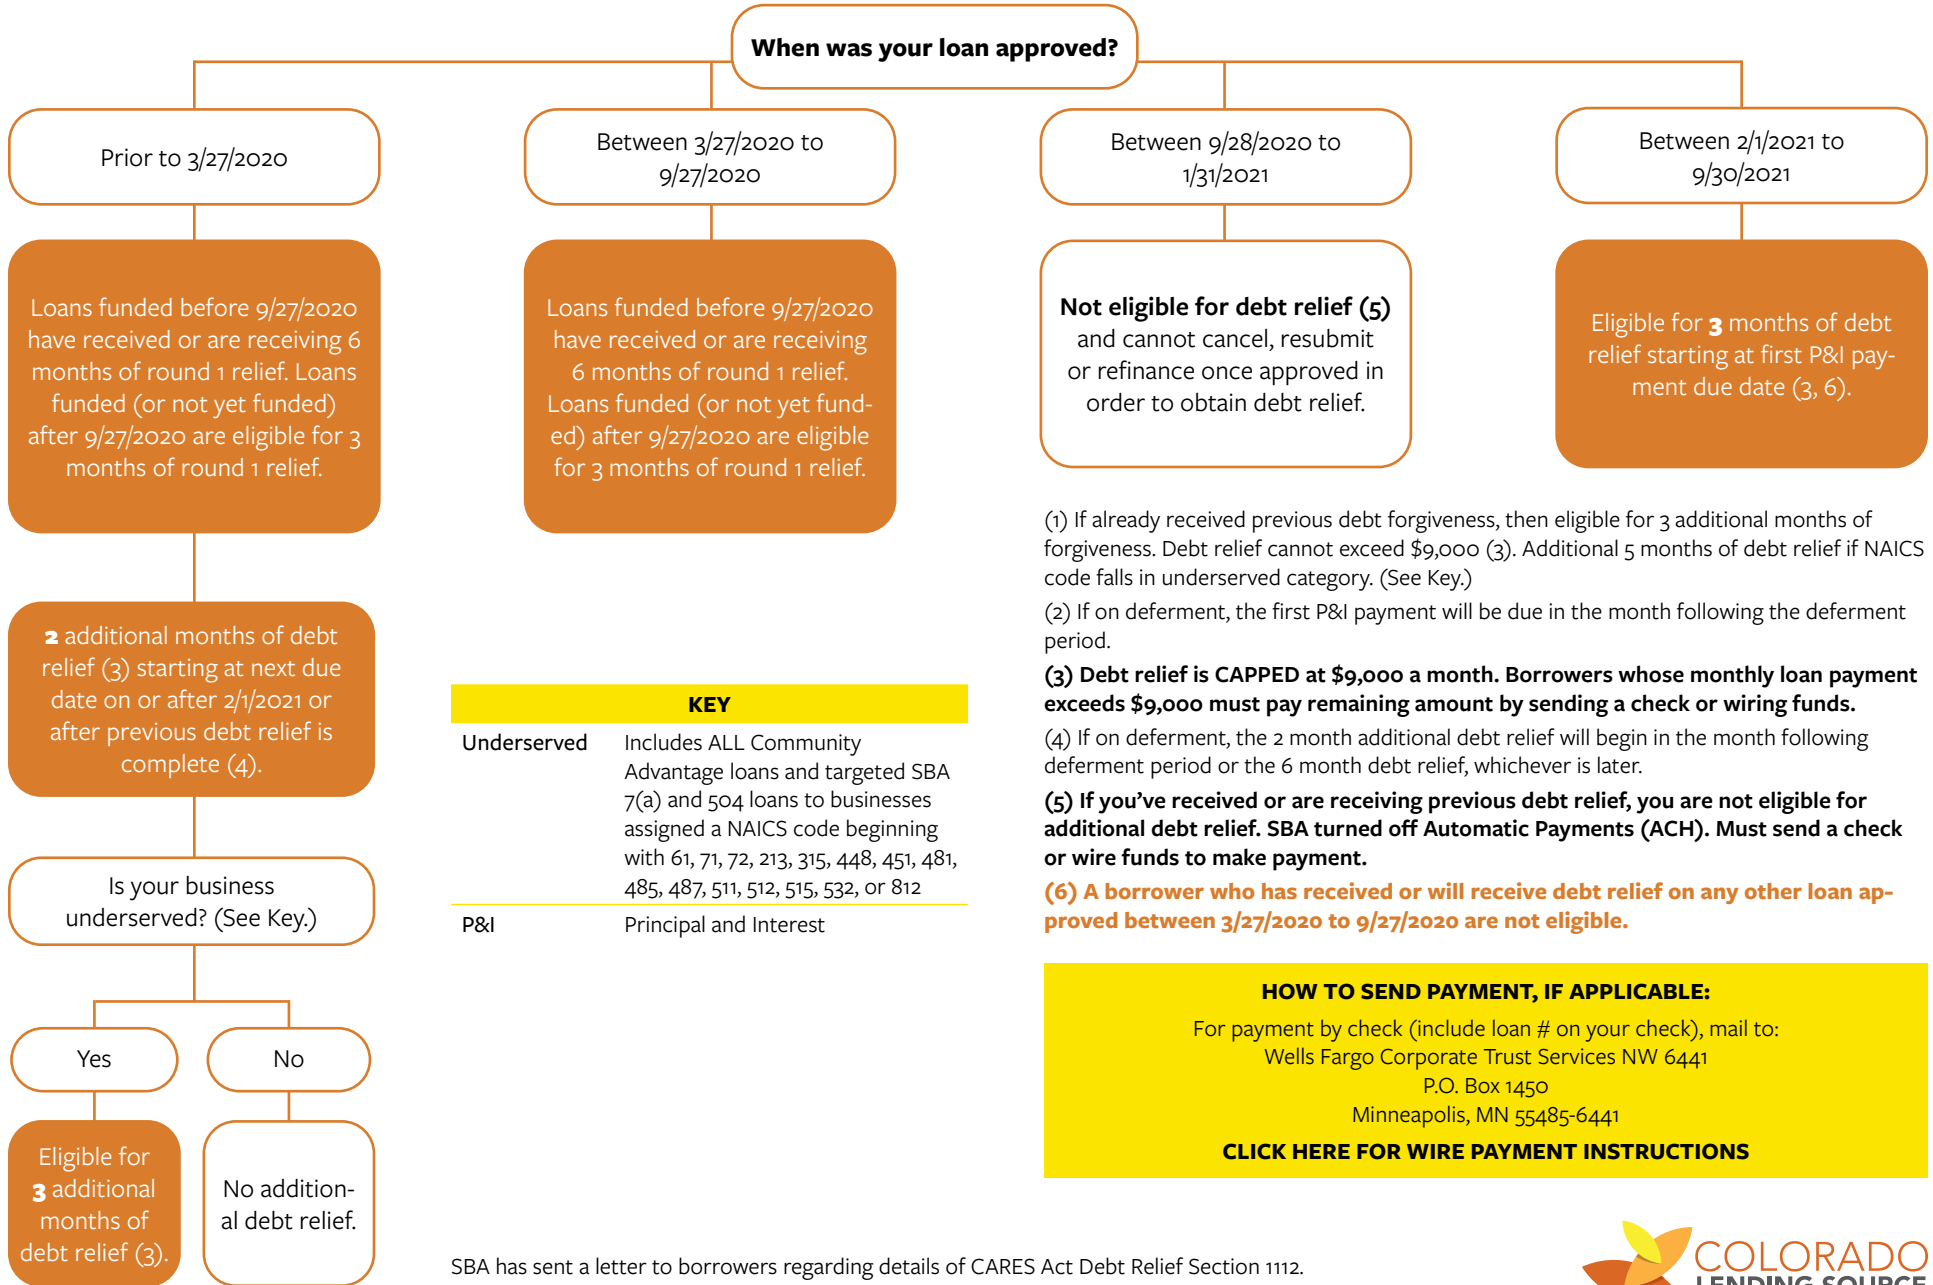 When was your loan approved?
Prior to 3/27/2020
Between 3/27/2020 to
9/27/2020
Between 9/28/2020 to
1/31/2021
Between 2/1/2021 to
9/30/2021
Loans funded before 9/27/2020
have received or are receiving 6
months of round 1 relief. Loans
funded (or not yet funded)
after 9/27/2020 are eligible for 3
months of round 1 relief.
Loans funded before 9/27/2020
have received or are receiving
6 months of round 1 relief.
Loans funded (or not yet fund-
ed) after 9/27/2020 are eligible
for 3 months of round 1 relief.
Not eligible for debt relief (5)
and cannot cancel, resubmit
or refinance once approved in
order to obtain debt relief.
Eligible for 3 months of debt
relief starting at first P&I pay-
ment due date (3, 6).
2 additional months of debt
relief (3) starting at next due
date on or after 2/1/2021 or
after previous debt relief is
complete (4).
Is your business
underserved? (See Key.)
Yes
No
Eligible for
3 additional
months of
debt relief (3).
No addition-
al debt relief.
KEY
Underserved
Includes ALL Community
Advantage loans and targeted SBA
7(a) and 504 loans to businesses
assigned a NAICS code beginning
with 61, 71, 72, 213, 315, 448, 451, 481,
485, 487, 511, 512, 515, 532, or 812
P&I
Principal and Interest
(1) If already received previous debt forgiveness, then eligible for 3 additional months of
forgiveness. Debt relief cannot exceed $9,000 (3). Additional 5 months of debt relief if NAICS
code falls in underserved category. (See Key.)
(2) If on deferment, the first P&I payment will be due in the month following the deferment
period.
(3) Debt relief is CAPPED at $9,000 a month. Borrowers whose monthly loan payment
exceeds $9,000 must pay remaining amount by sending a check or wiring funds.
(4) If on deferment, the 2 month additional debt relief will begin in the month following
deferment period or the 6 month debt relief, whichever is later.
(5) If you've received or are receiving previous debt relief, you are not eligible for
additional debt relief. SBA turned off Automatic Payments (ACH). Must send a check
or wire funds to make payment.
(6) A borrower who has received or will receive debt relief on any other loan ap-
proved between 3/27/2020 to 9/27/2020 are not eligible.
HOW TO SEND PAYMENT, IF APPLICABLE:
For payment by check (include loan # on your check), mail to:
Wells Fargo Corporate Trust Services NW 6441
P.O. Box 1450
Minneapolis, MN 55485-6441
CLICK HERE FOR WIRE PAYMENT INSTRUCTIONS
SBA has sent a letter to borrowers regarding details of CARES Act Debt Relief Section 1112.
COLORADO
LENDING SOURCE